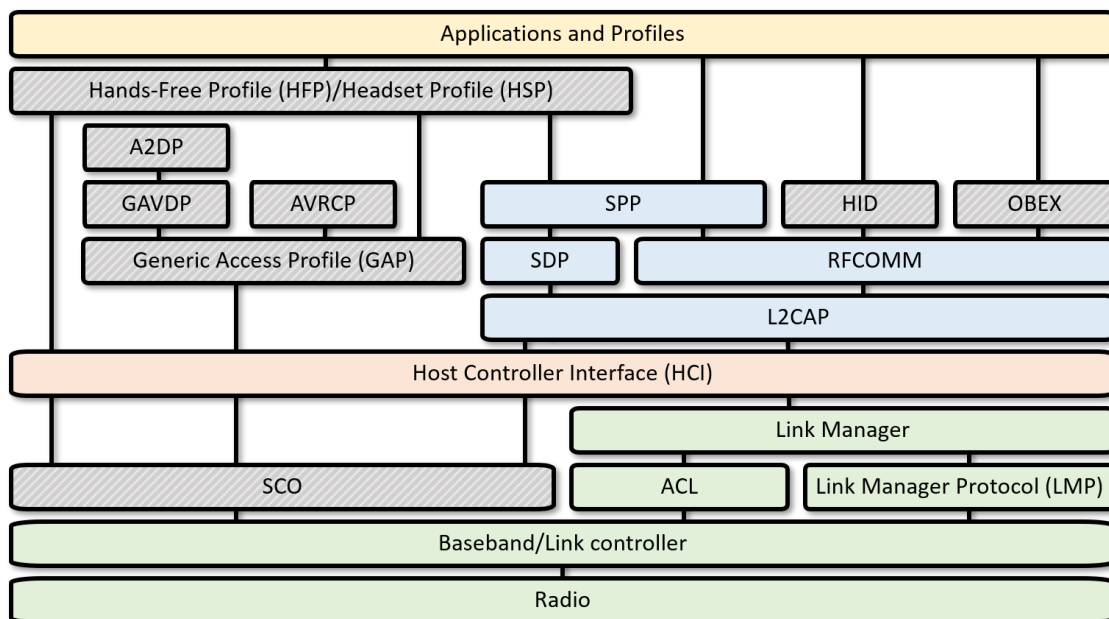 Applications and Profiles
Hands-Free Profile (HFP)/Headset Profile (HSP)
A2DP
GAVDP
AVRCP
SPP
HID
OBEX
Generic Access Profile (GAP)
SDP
RFCOMM
L2CAP
Host Controller Interface (HCI)
Link Manager
SCO
ACL
Link Manager Protocol (LMP)
Baseband/Link controller
Radio